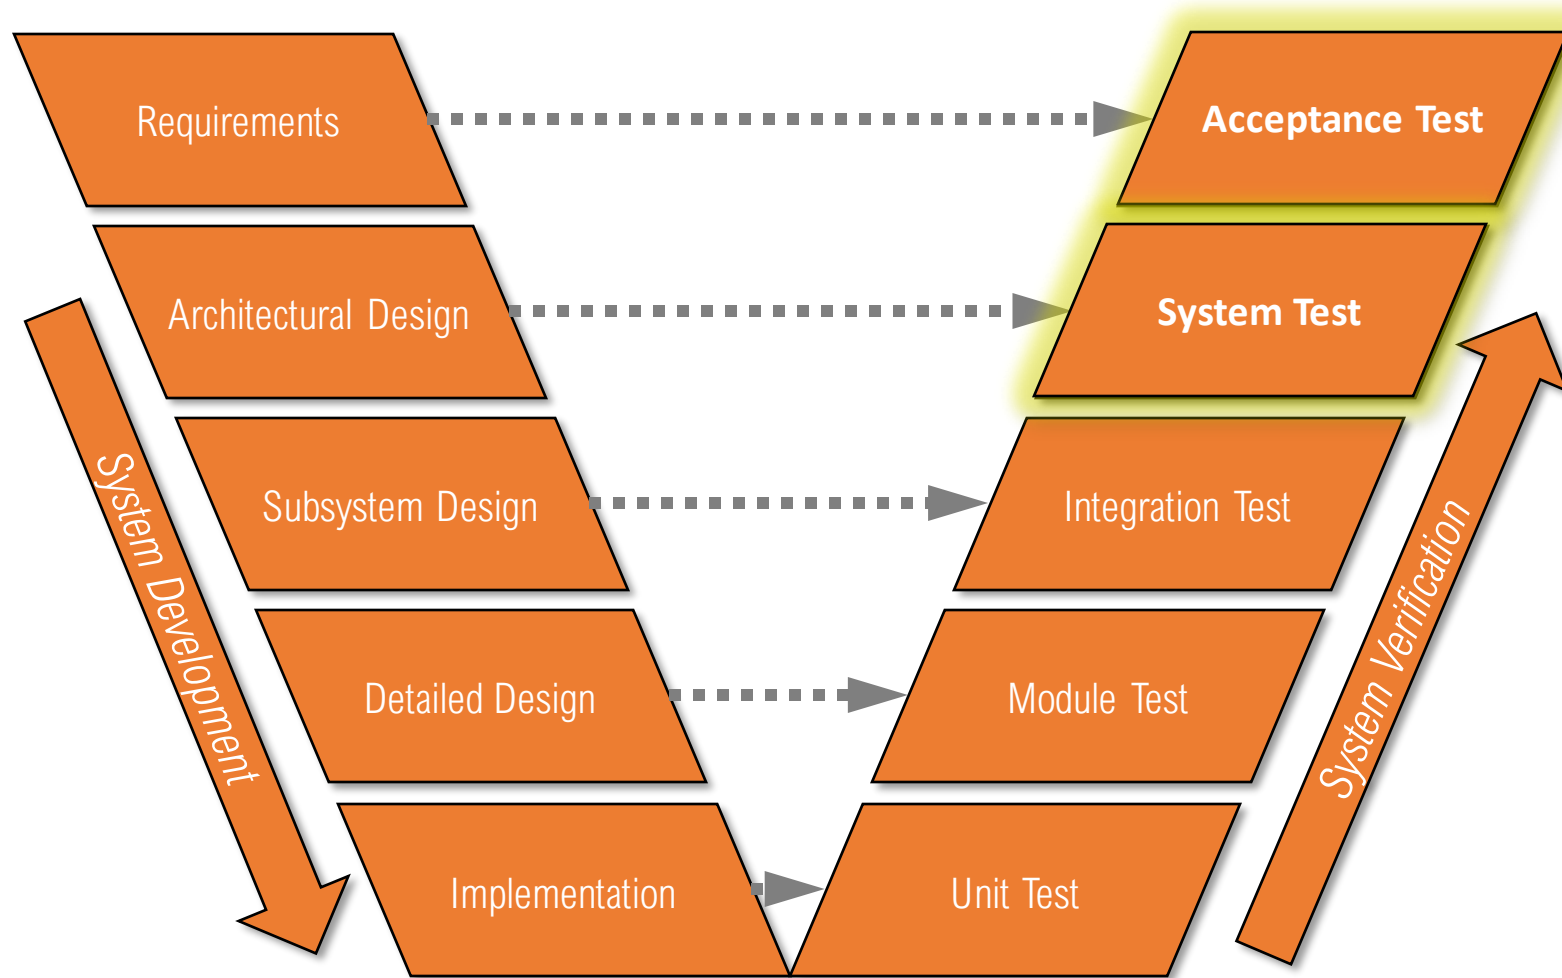 Requirements
Acceptance Test
Architectural Design
System Test
Subsystem Design
Integration Test
Detailed Design
Module Test
Implementation
Unit Test
System Development
System Verification